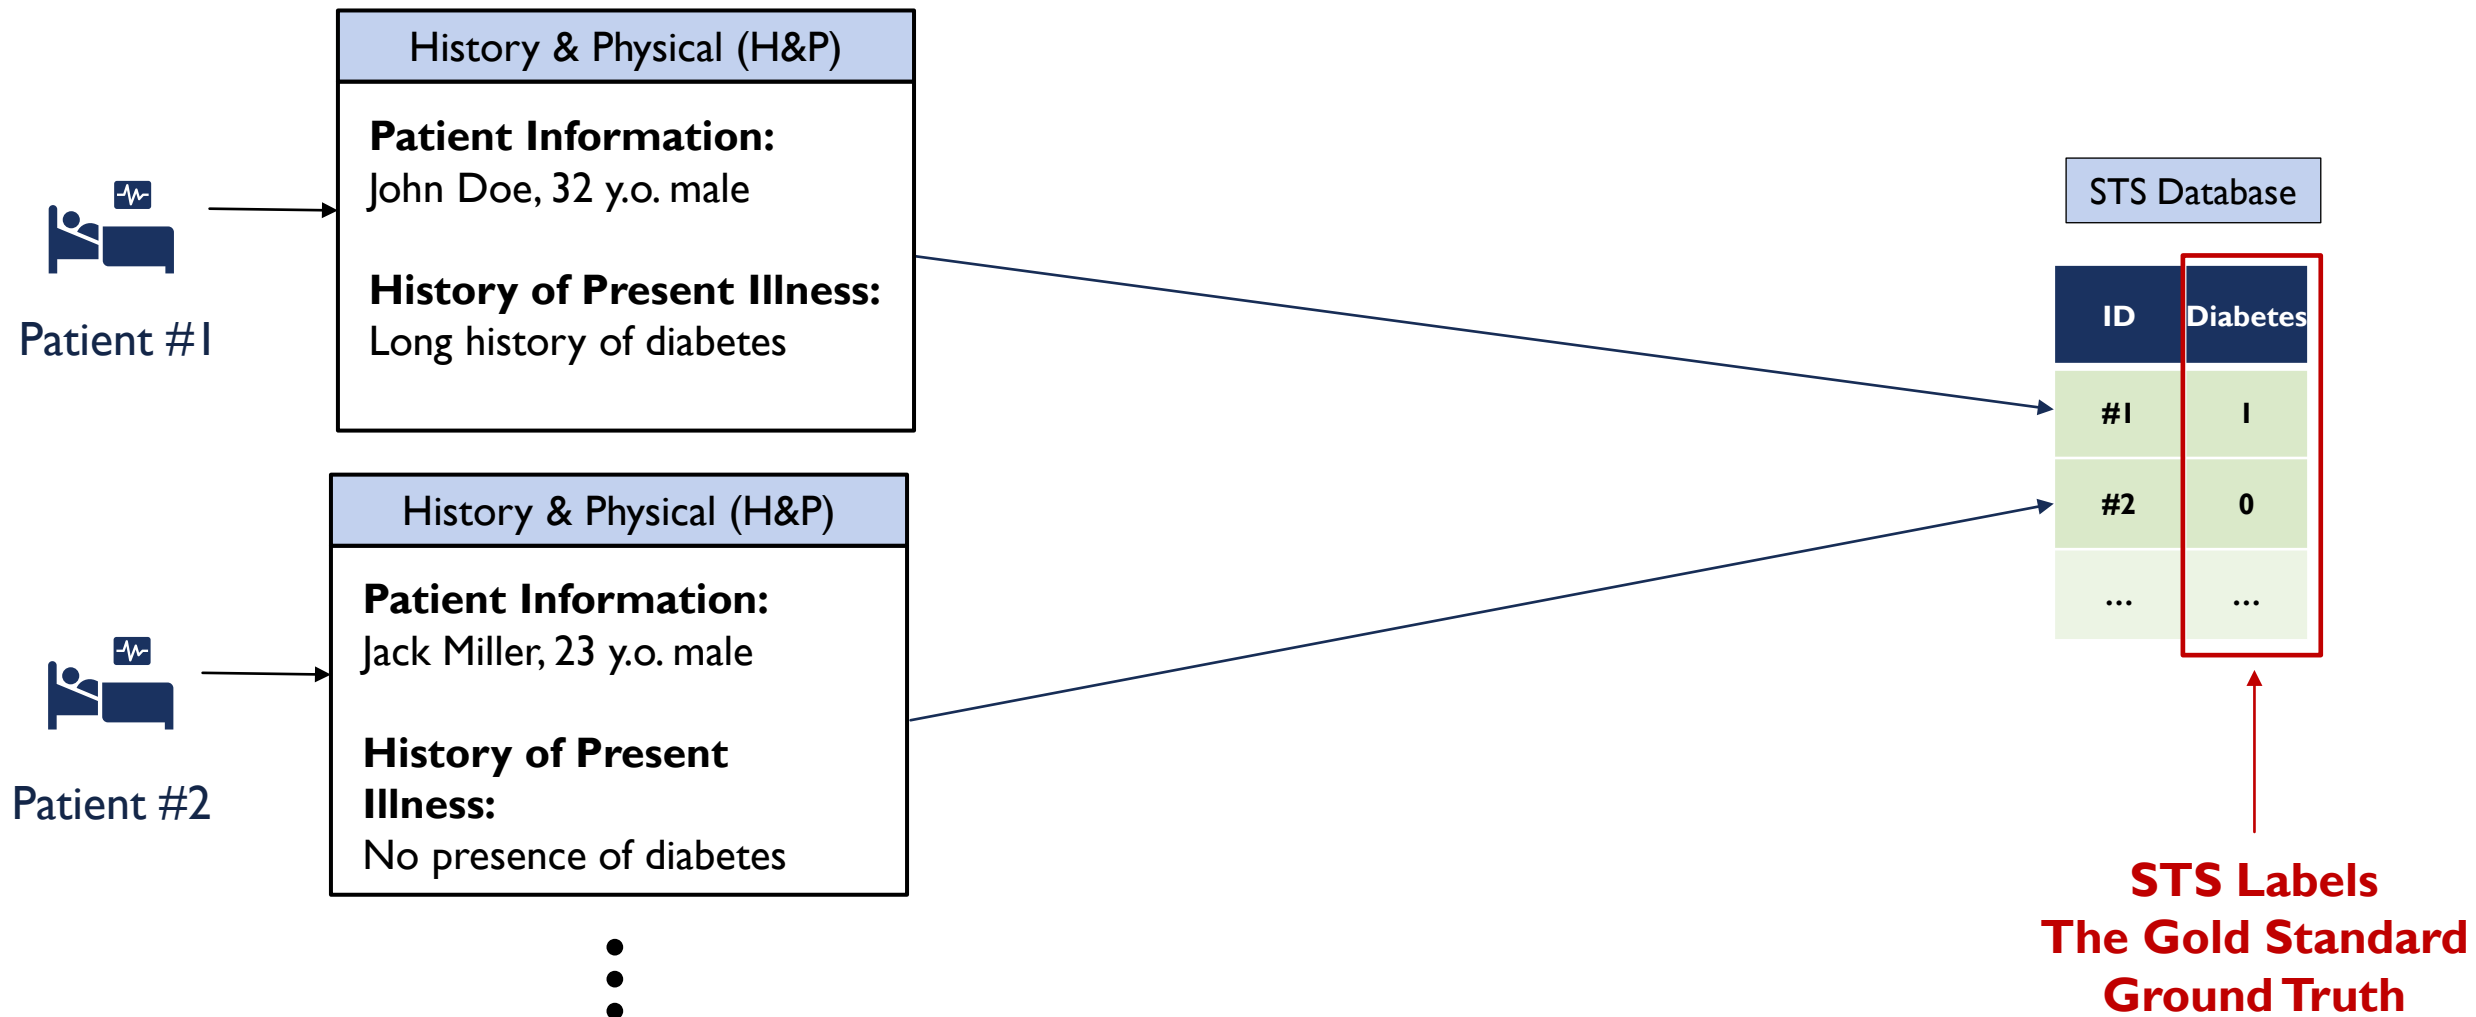 History & Physical (H&P)
Patient Information:
John Doe, 32 y.o. male
History of Present Illness:
Long history of diabetes
Patient #1
History & Physical (H&P)
Patient Information:
Jack Miller, 23 y.o. male
History of Present
Illness:
No presence of diabetes
Patient #2
STS Database
ID Diabetes
#1 1
#2 0
... ...
STS Labels
The Gold Standard
Ground Truth